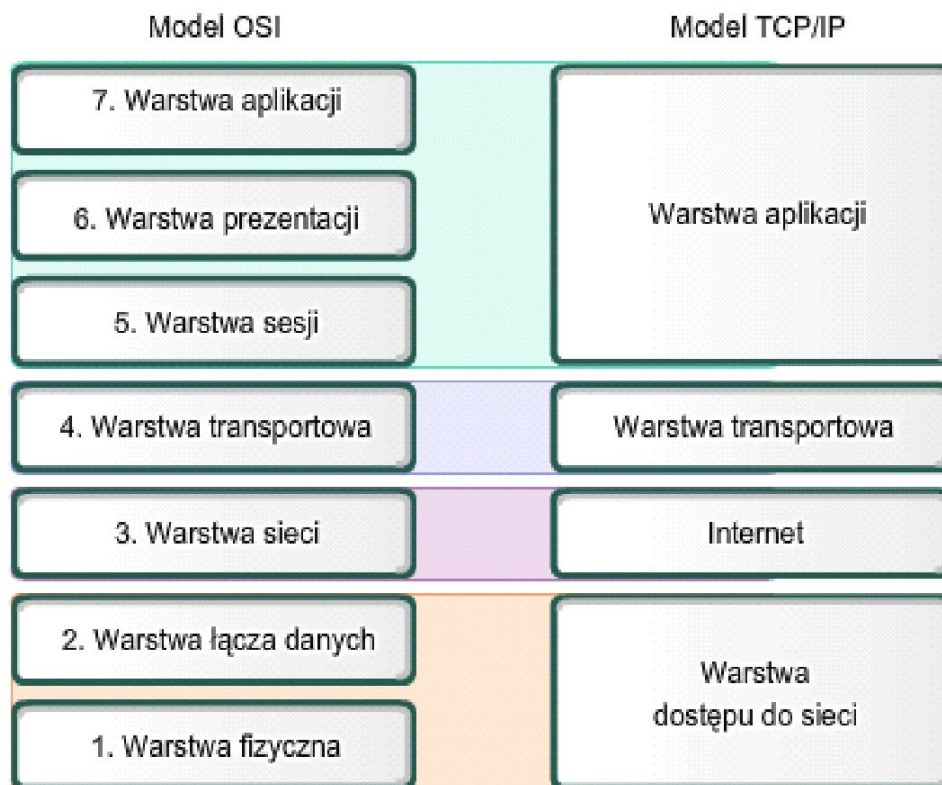 Model OSI
Model TCP/IP
7. Warstwa aplikacji
6. Warstwa prezentacji
5. Warstwa sesji
Warstwa aplikacji
4. Warstwa transportowa
Warstwa transportowa
3. Warstwa sieci
Internet
2. Warstwa łącza danych
1. Warstwa fizyczna
Warstwa
dostępu do sieci